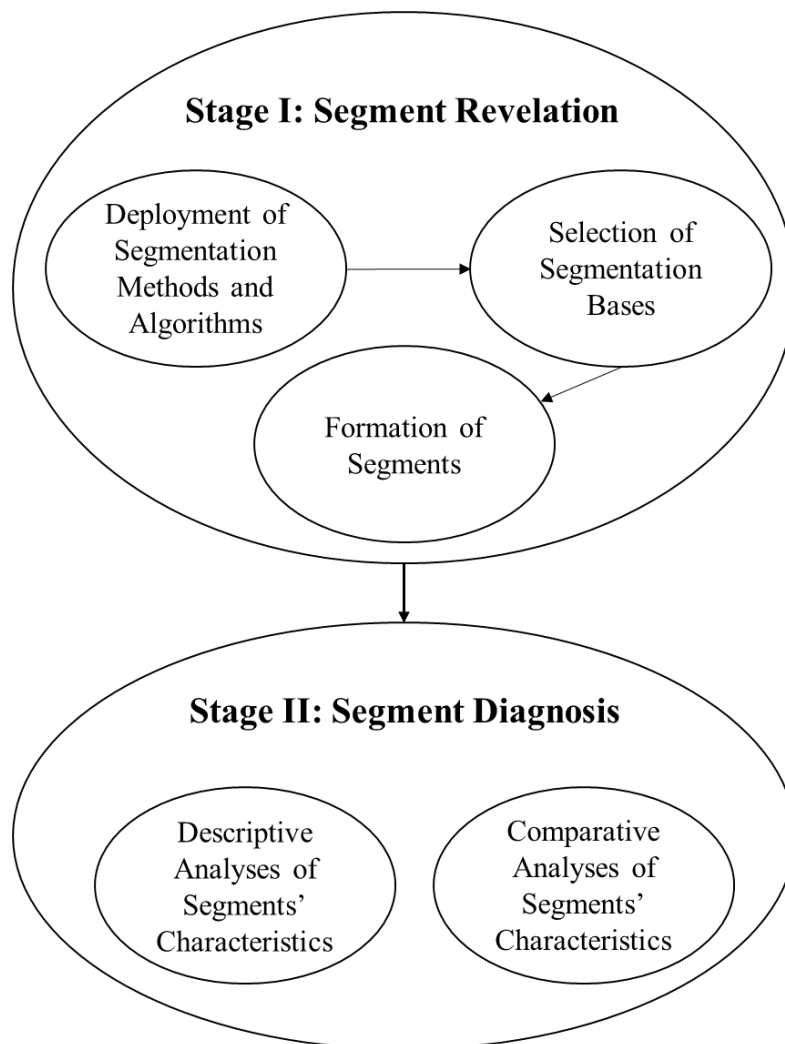 Stage I: Segment Revelation
Deployment of
Segmentation
Methods and
Algorithms
Selection of
Segmentation
Bases
Formation of
Segments
Stage II: Segment Diagnosis
Descriptive
Analyses of
Segments’
Characteristics
Comparative
Analyses of
Segments’
Characteristics